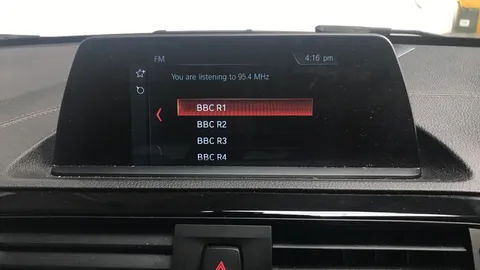 FM
4:16 pm
You are listening to 95.4 MHz
BBC R1
BBC R2
BBC R3
BBC R4